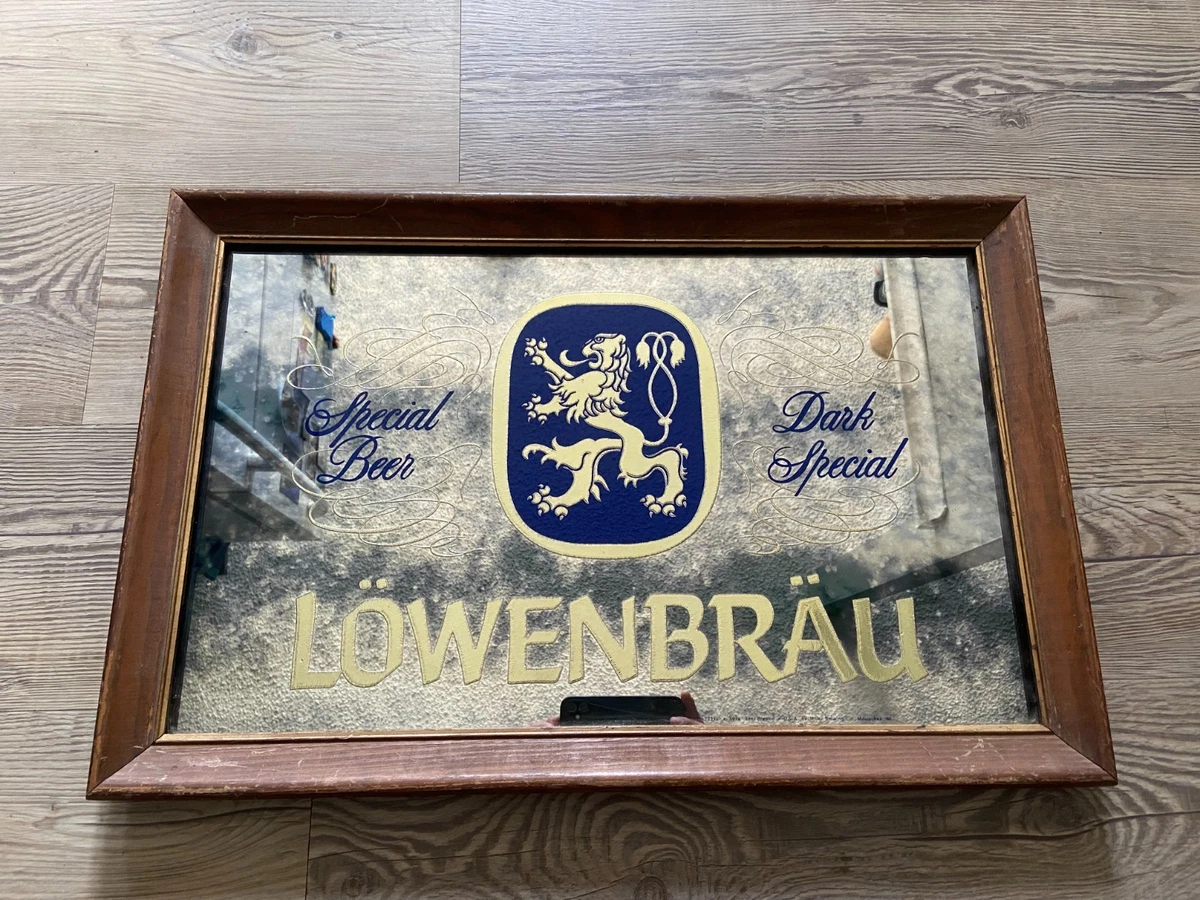 Special
Beer
Dark
Special
LÖWENBRÄU